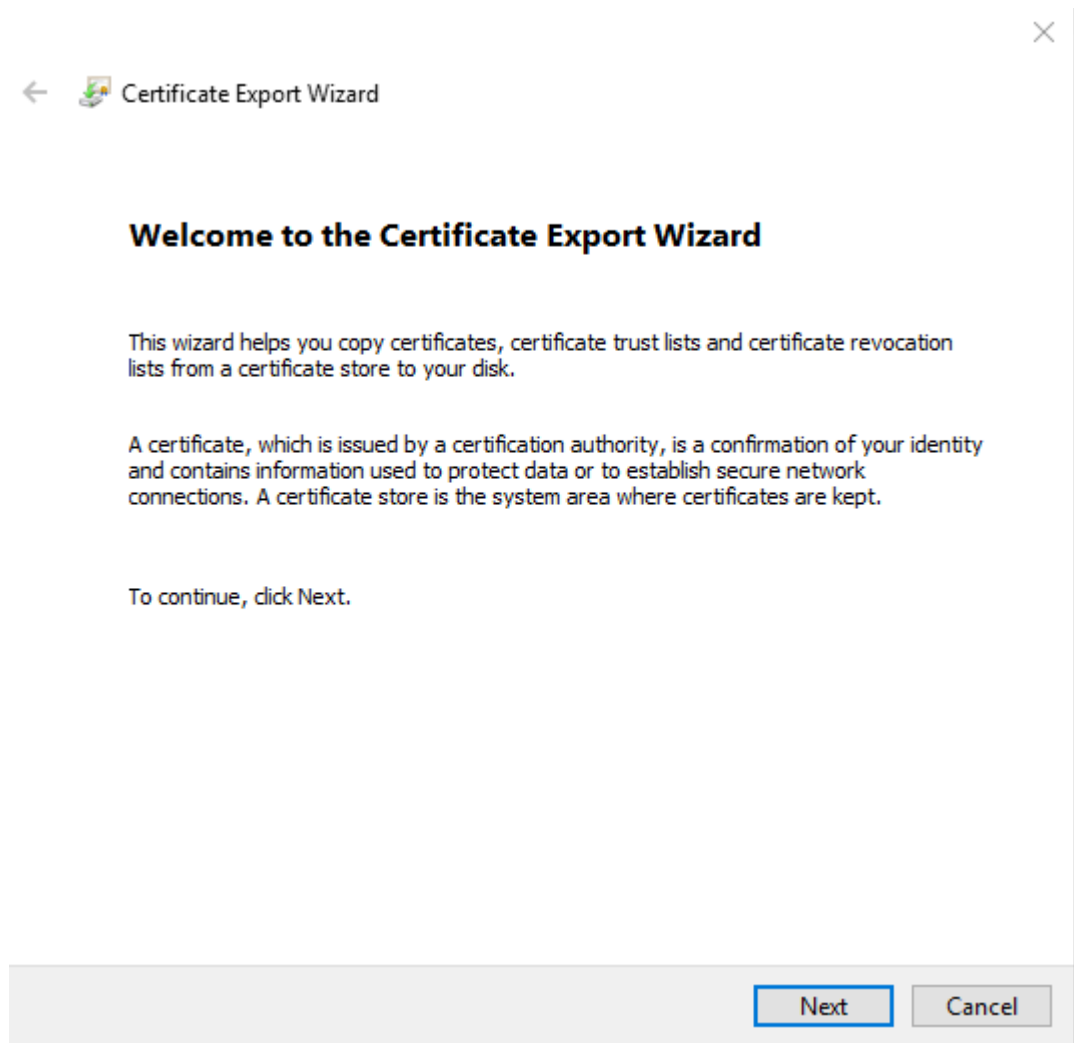 Certificate Export Wizard
Welcome to the Certificate Export Wizard
This wizard helps you copy certificates, certificate trust lists and certificate revocation
lists from a certificate store to your disk.
A certificate, which is issued by a certification authority, is a confirmation of your identity
and contains information used to protect data or to establish secure network
connections. A certificate store is the system area where certificates are kept.
To continue, click Next.
Next Cancel